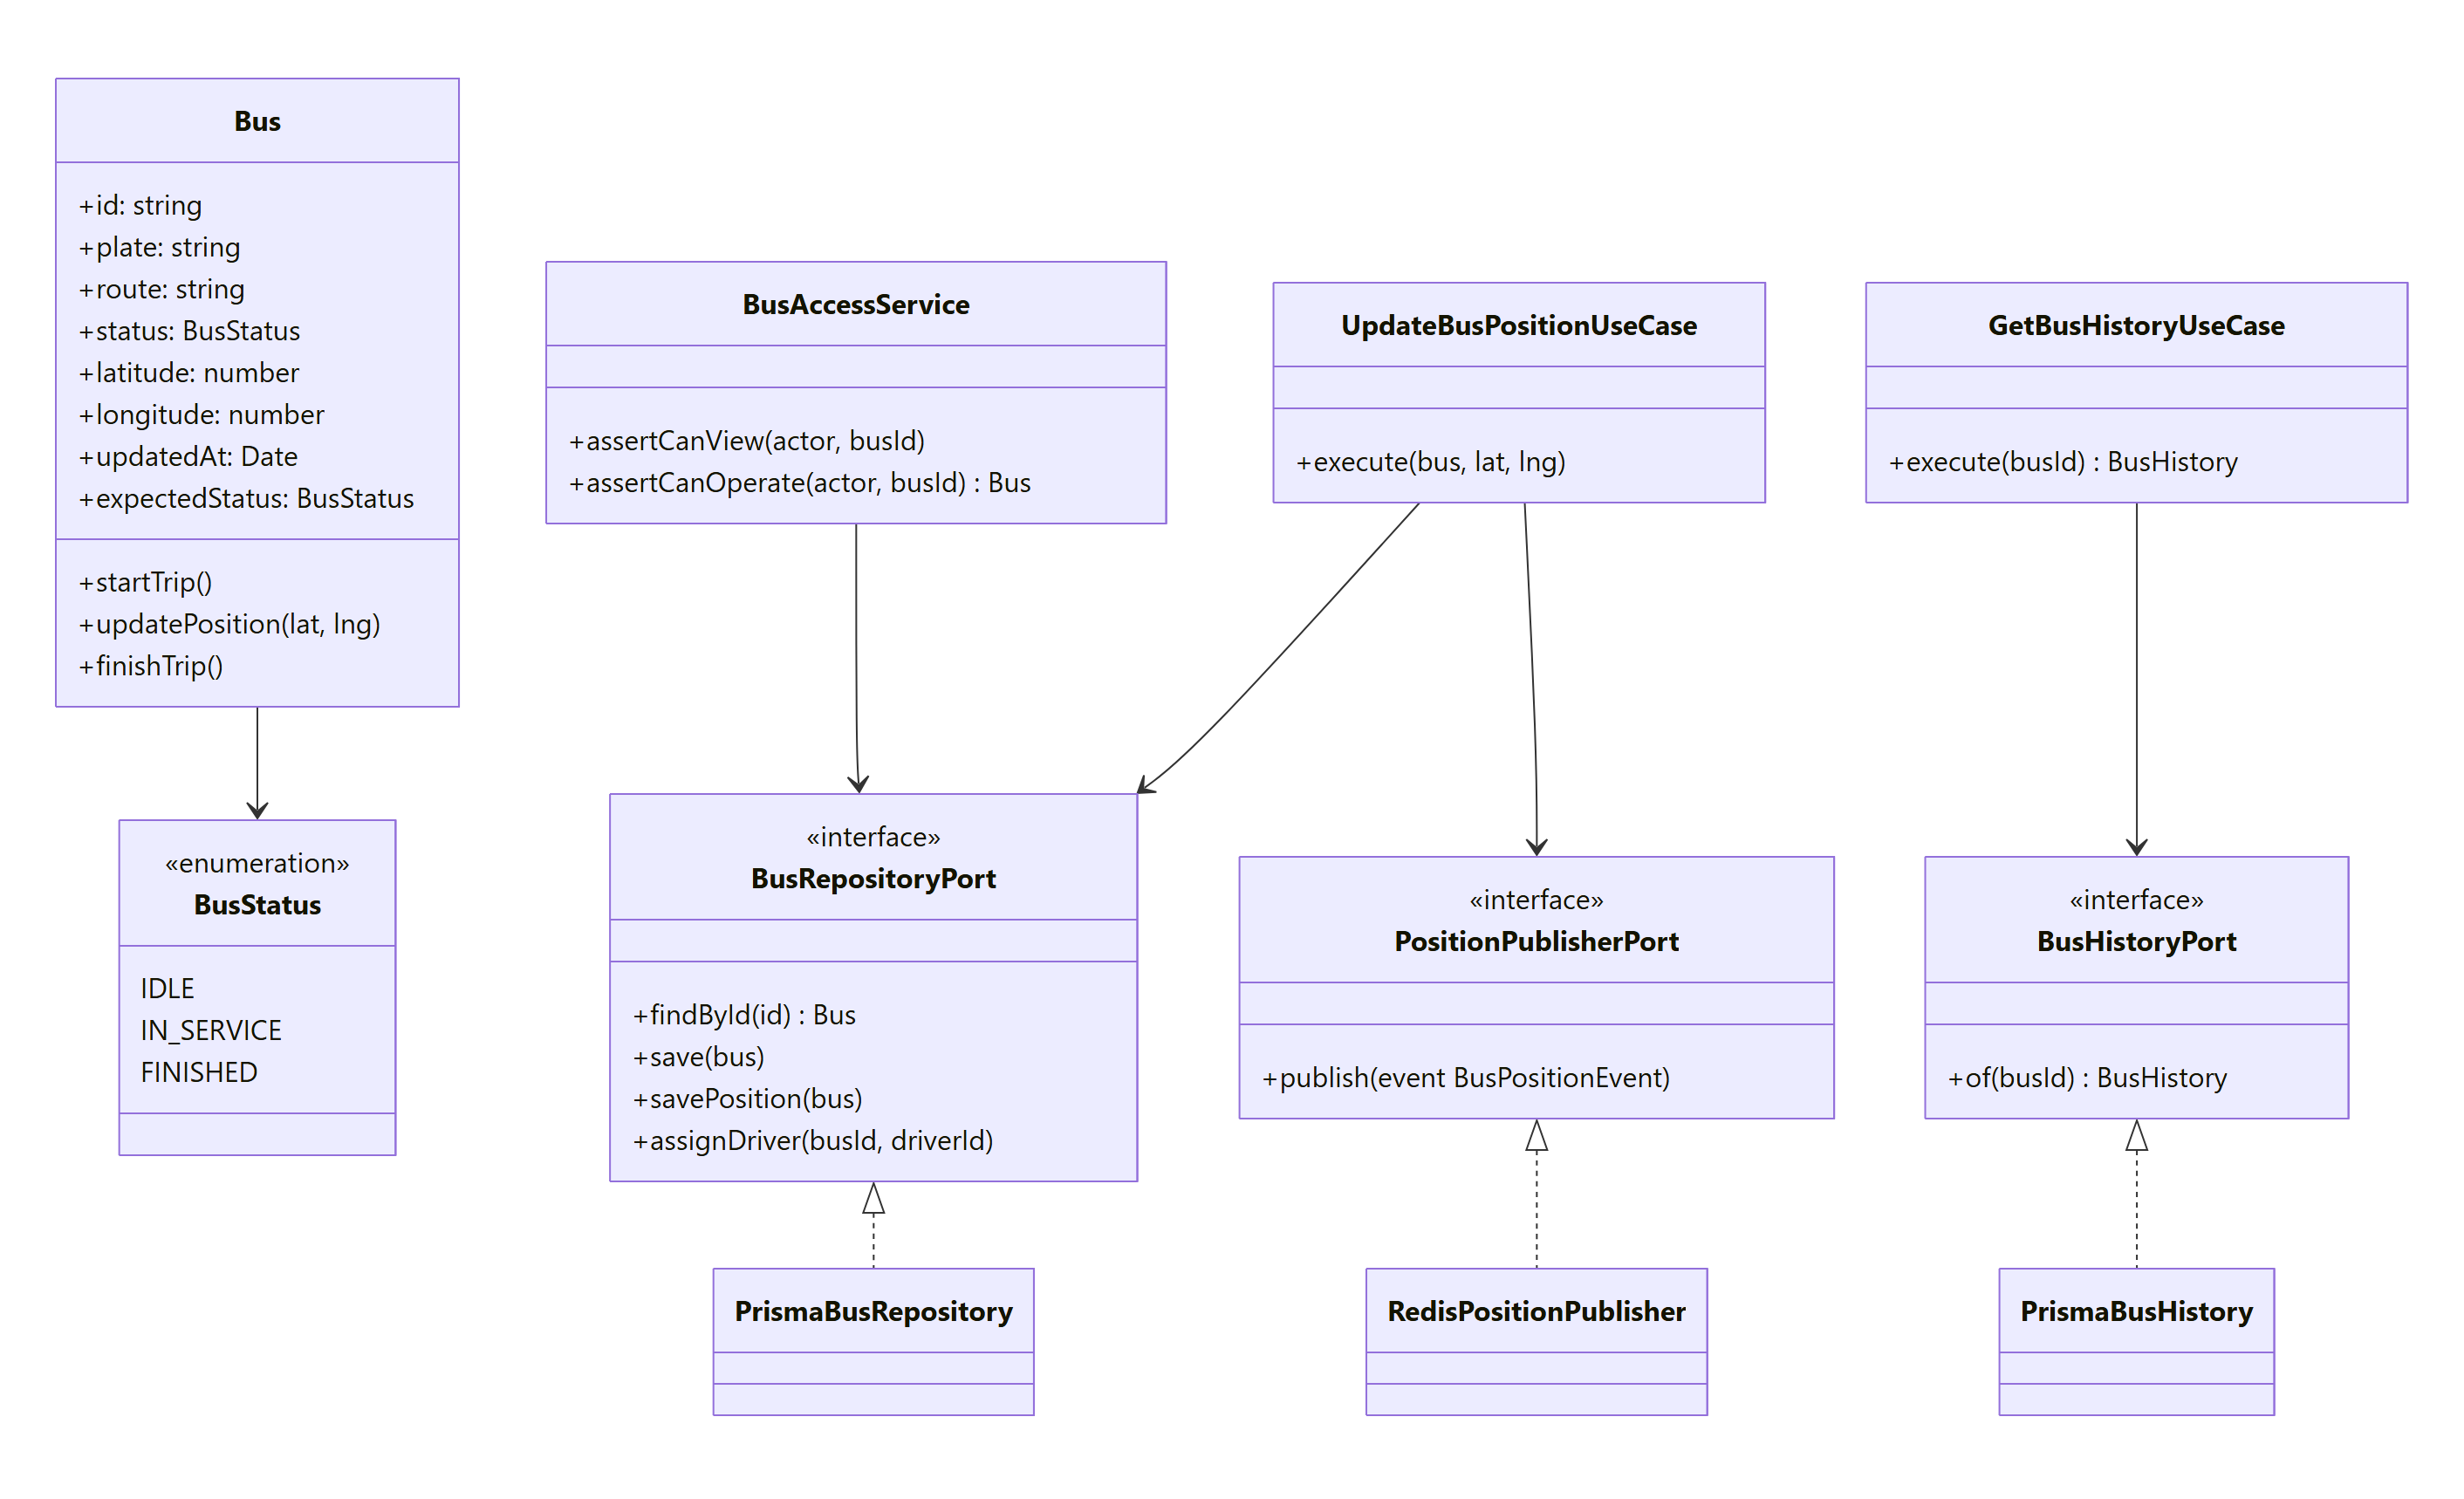 Bus
+id: string
+plate: string
+route: string
+status: BusStatus
+latitude: number
+longitude: number
+updatedAt: Date
+expectedStatus: BusStatus
+startTrip()
+updatePosition(lat, lng)
+finishTrip()
BusAccessService
+assertCanView(actor, busId)
+assertCanOperate(actor, busId) : Bus
UpdateBusPositionUseCase
+execute(bus, lat, lng)
GetBusHistoryUseCase
+execute(busId) : BusHistory
«enumeration»
BusStatus
IDLE
IN_SERVICE
FINISHED
«interface»
BusRepositoryPort
+findById(id) : Bus
+save(bus)
+savePosition(bus)
+assignDriver(busId, driverId)
«interface»
PositionPublisherPort
+publish(event BusPositionEvent)
«interface»
BusHistoryPort
+of(busId) : BusHistory
PrismaBusRepository
RedisPositionPublisher
PrismaBusHistory